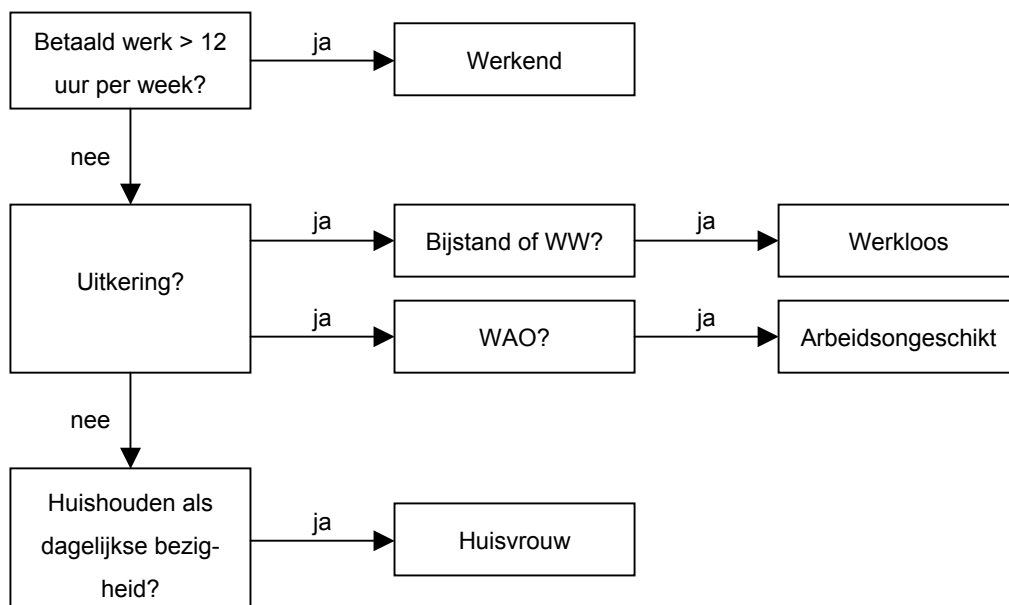 Betaald werk > 12
uur per week?
ja
Werkend
nee
Uitkering?
ja
Bijstand of WW?
ja
Werkloos
ja
WAO?
ja
Arbeidsongeschikt
nee
Huishouden als
dagelijkse bezig-
heid?
ja
Huisvrouw